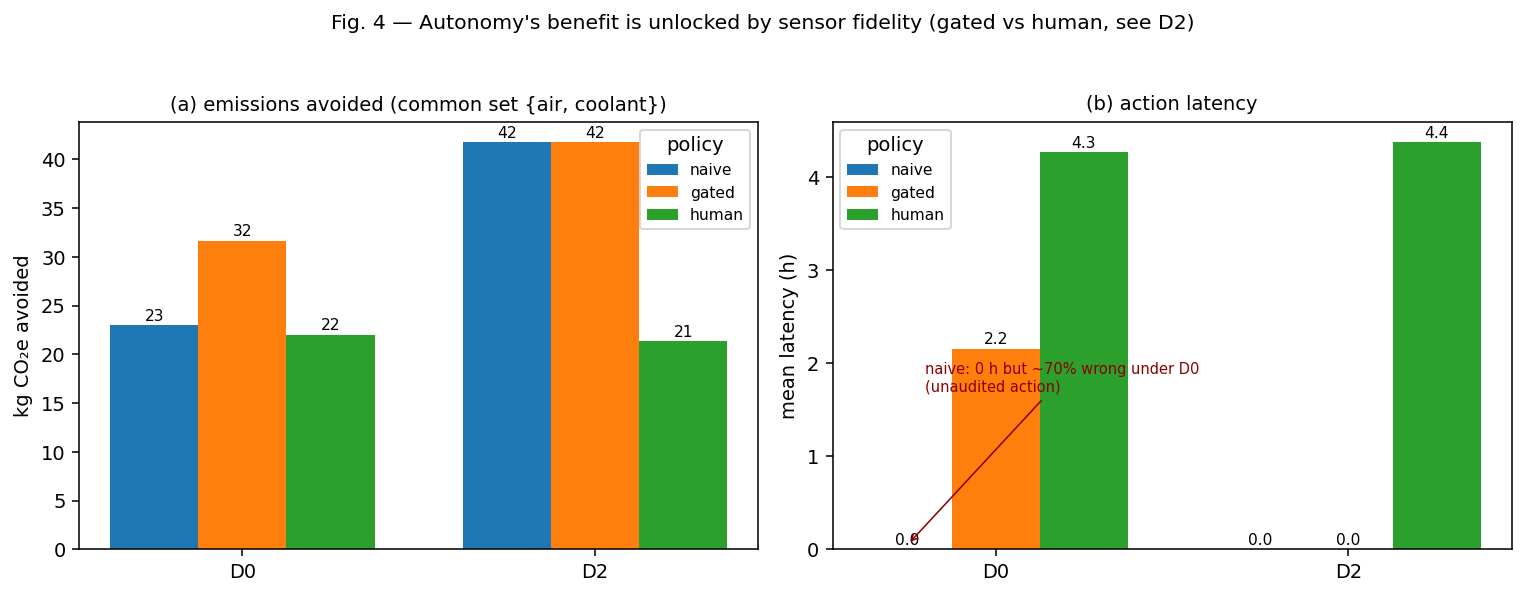 Fig. 4 — Autonomy's benefit is unlocked by sensor fidelity (gated vs human, see D2)
(a) emissions avoided (common set {air, coolant})
kg CO₂e avoided
40
35
30
25
20
15
10
5
0
23
32
22
42
42
21
policy
naive
gated
human
D0
D2
(b) action latency
mean latency (h)
4
3
2
1
0
policy
naive
gated
human
0.0
2.2
4.3
0.0
0.0
4.4
naive: 0 h but ~70% wrong under D0
(unaudited action)
D0
D2